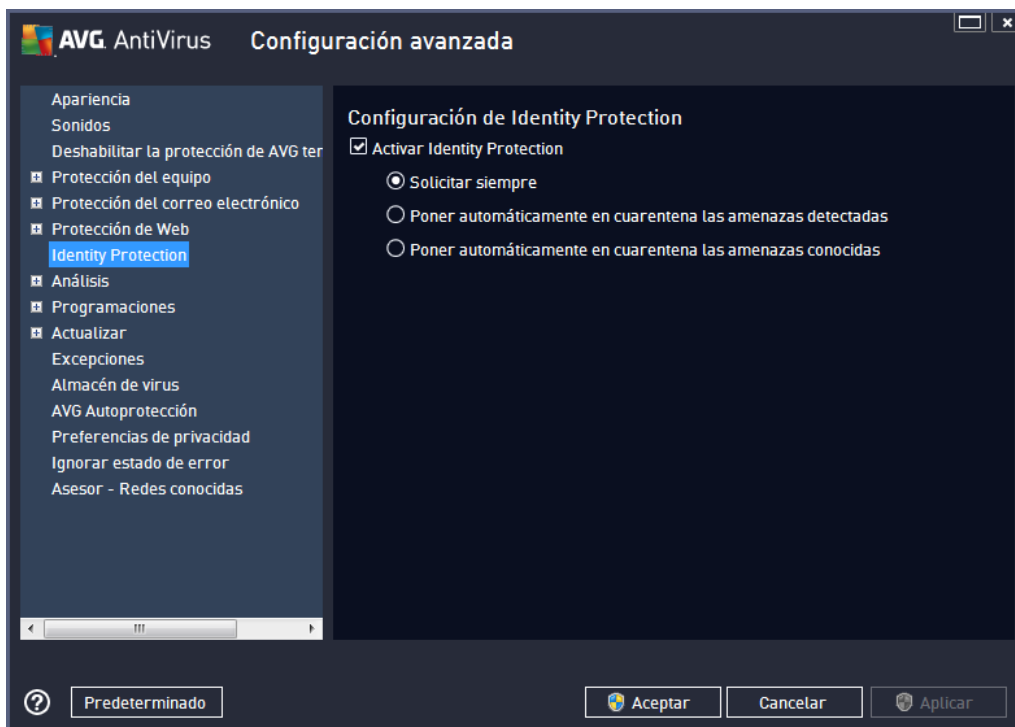 AVG. AntiVirus Configuración avanzada
Apariencia
Sonidos
Deshabilitar la protección de AVG ter
Protección del equipo
Protección del correo electrónico
Protección de Web
Identity Protection
Análisis
Programaciones
Actualizar
Excepciones
Almacén de virus
AVG Autoprotección
Preferencias de privacidad
Ignorar estado de error
Asesor - Redes conocidas
Configuración de Identity Protection
Activar Identity Protection
Solicitar siempre
Poner automáticamente en cuarentena las amenazas detectadas
Poner automáticamente en cuarentena las amenazas conocidas
? Predeterminado Aceptar Cancelar Aplicar